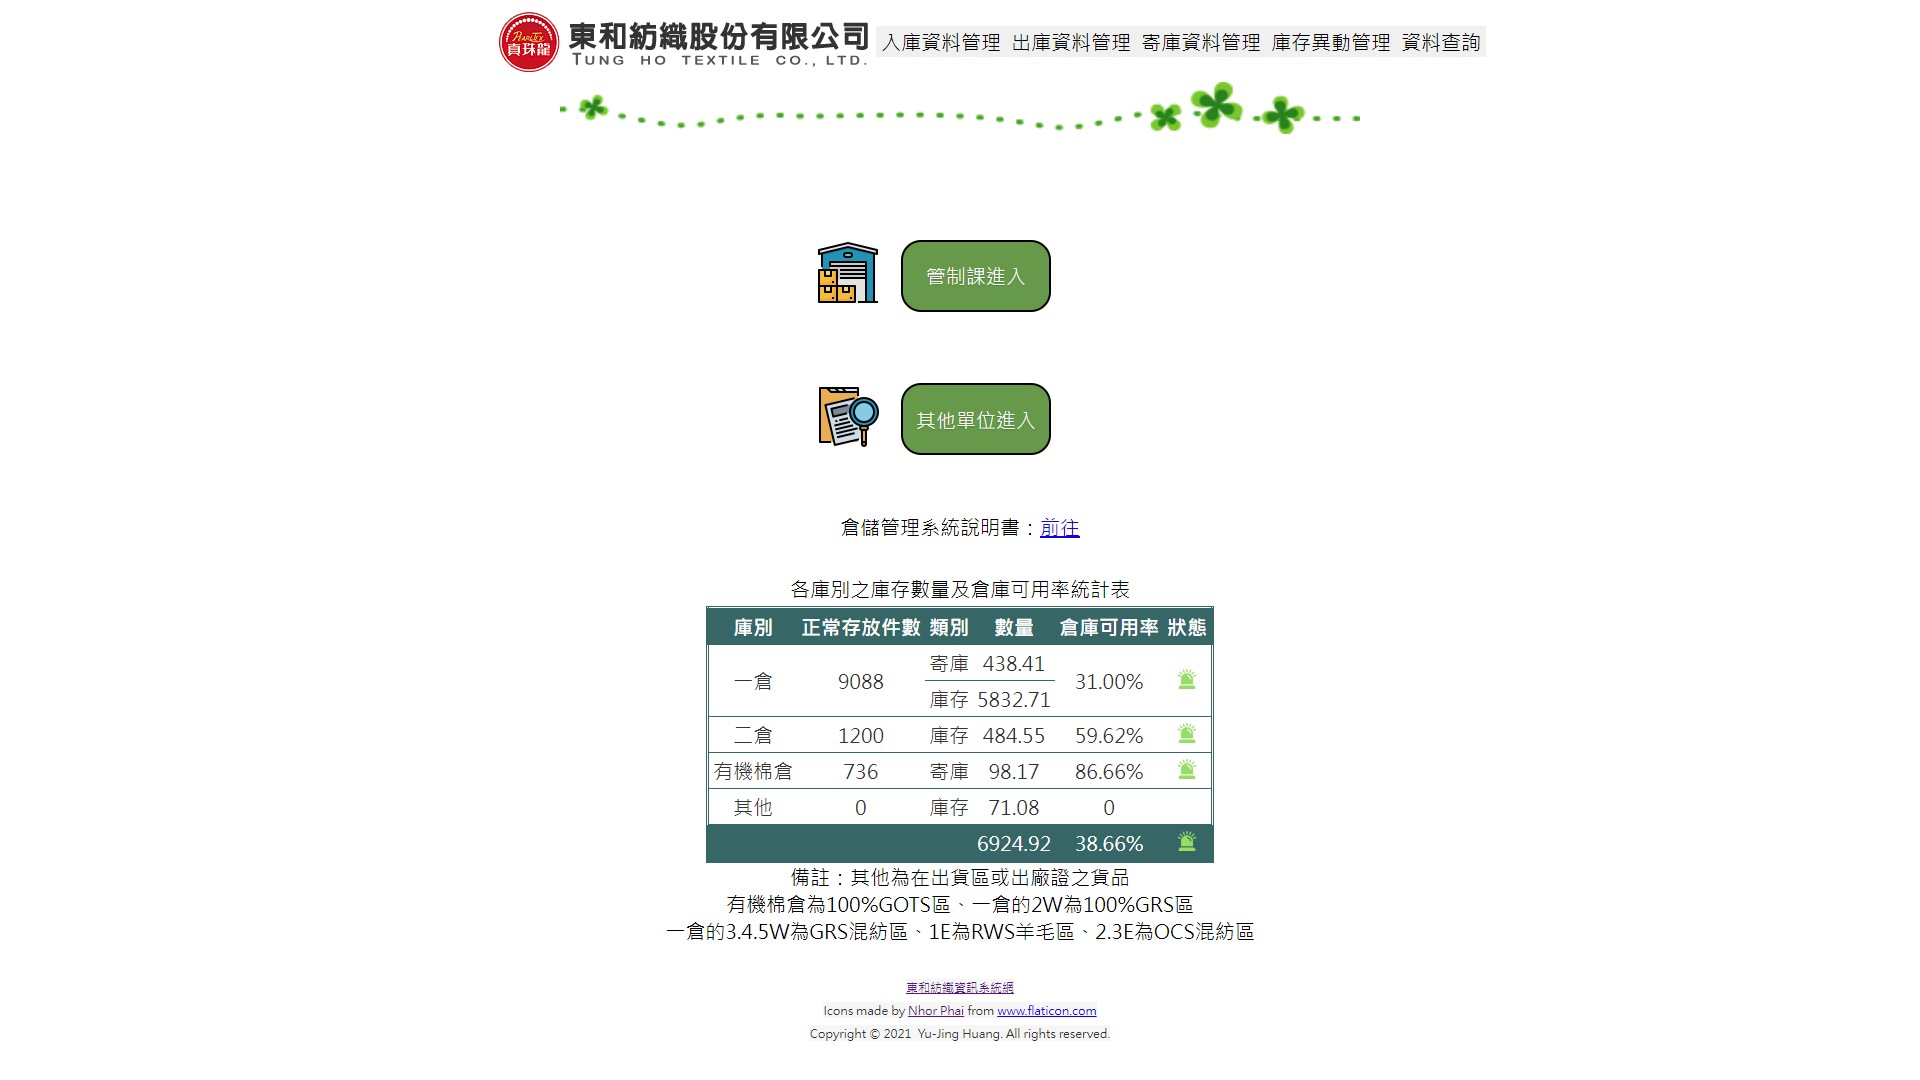 PEARLTEX
真珠龍
東和紡織股份有限公司
TUNG HO TEXTILE CO., LTD.
入庫資料管理 出庫資料管理 寄庫資料管理 庫存異動管理 資料查詢
管制課進入
其他單位進入
倉儲管理系統說明書：前往
各庫別之庫存數量及倉庫可用率統計表
庫別 正常存放件數 類別 數量 倉庫可用率 狀態
一倉 9088 寄庫 438.41 31.00%
庫存 5832.71
二倉 1200 庫存 484.55 59.62%
有機棉倉 736 寄庫 98.17 86.66%
其他 0 庫存 71.08 0
6924.92 38.66%
備註：其他為在出貨區或出廠證之貨品
有機棉倉為100%GOTS區、一倉的2W為100%GRS區
一倉的3.4.5W為GRS混紡區、1E為RWS羊毛區、2.3E為OCS混紡區
東和紡織資訊系統網
Icons made by Nhor Phai from www.flaticon.com
Copyright © 2021 Yu-Jing Huang. All rights reserved.